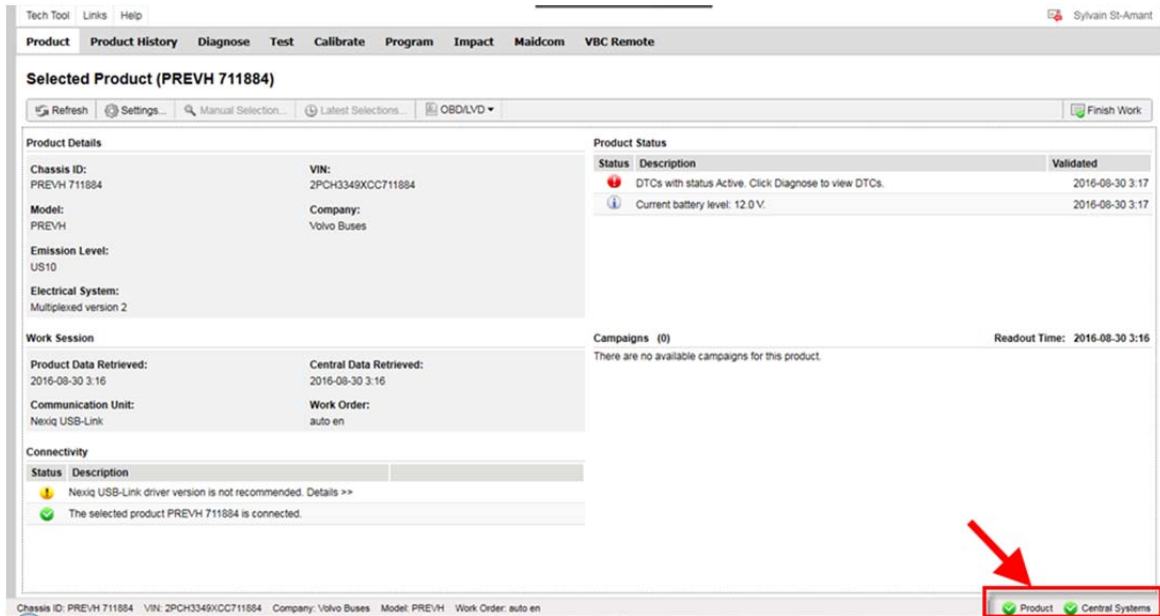 Tech Tool Links Help Sylvain St-Amant
Product Product History Diagnose Test Calibrate Program Impact Maidcom VBC Remote
Selected Product (PREVH 711884)
Refresh Settings... Manual Selection... Latest Selections... OBD/LVD Finish Work
Product Details
Chassis ID: VIN:
PREVH 711884 2PCH3349XCC711884
Model: Company:
PREVH Volvo Buses
Emission Level:
US10
Electrical System:
Multiplexed version 2
Product Status
Status Description Validated
DTCs with status Active. Click Diagnose to view DTCs. 2016-08-30 3:17
Current battery level: 12.0 V. 2016-08-30 3:17
Work Session
Product Data Retrieved: Central Data Retrieved:
2016-08-30 3:16 2016-08-30 3:16
Communication Unit: Work Order:
Nexiq USB-Link auto en
Campaigns (0) Readout Time: 2016-08-30 3:16
There are no available campaigns for this product.
Connectivity
Status Description
Nexiq USB-Link driver version is not recommended. Details >>
The selected product PREVH 711884 is connected.
Chassis ID: PREVH 711884 VIN: 2PCH3349XCC711884 Company: Volvo Buses Model: PREVH Work Order: auto en Product Central Systems